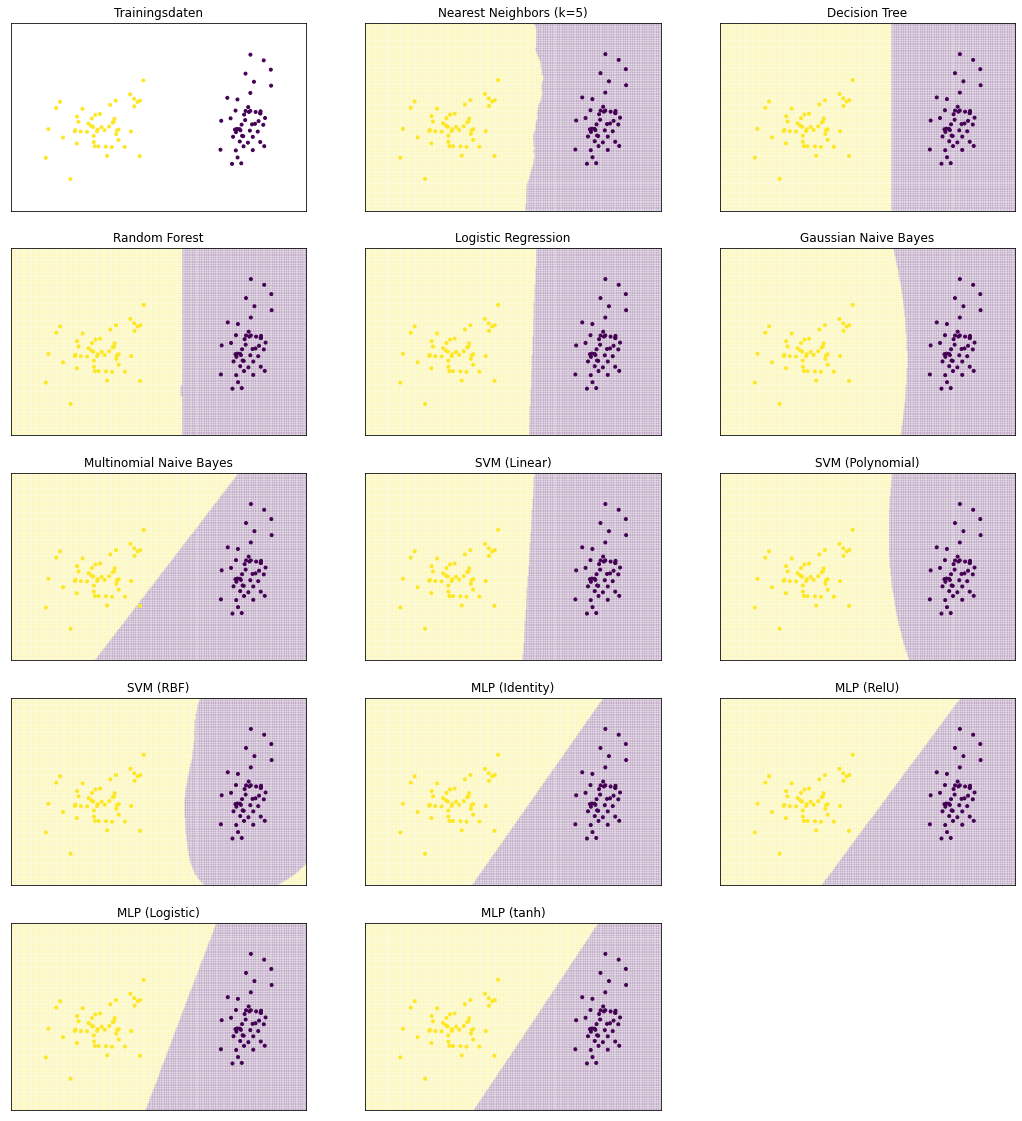 Trainingsdaten
Nearest Neighbors (k=5)
Decision Tree
Random Forest
Logistic Regression
Gaussian Naive Bayes
Multinomial Naive Bayes
SVM (Linear)
SVM (Polynomial)
SVM (RBF)
MLP (Identity)
MLP (RelU)
MLP (Logistic)
MLP (tanh)